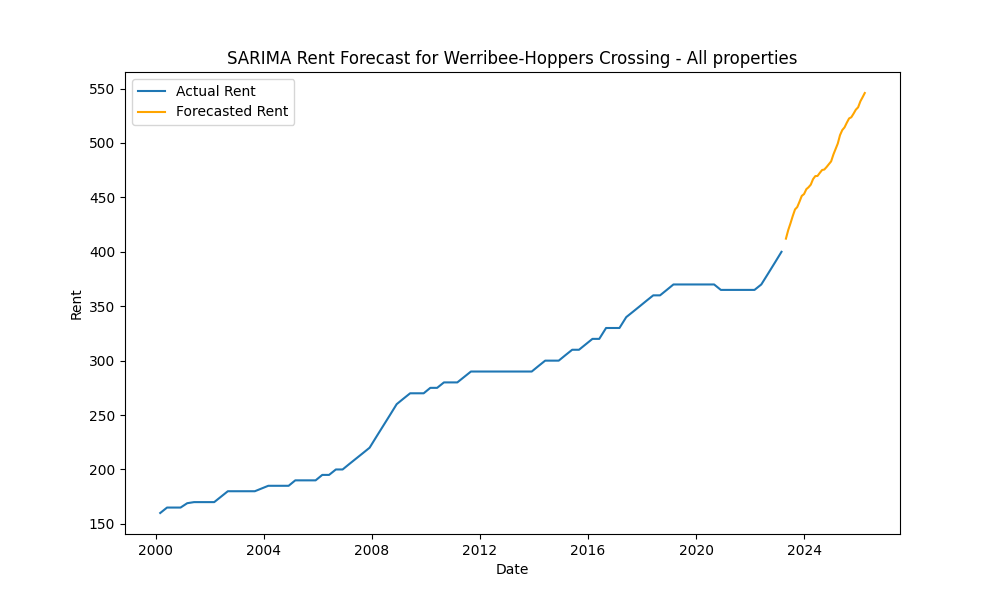 SARIMA Rent Forecast for Werribee-Hoppers Crossing - All properties
Actual Rent
Forecasted Rent
550
500
450
400
350
300
250
200
150
Rent
2000 2004 2008 2012 2016 2020 2024
Date